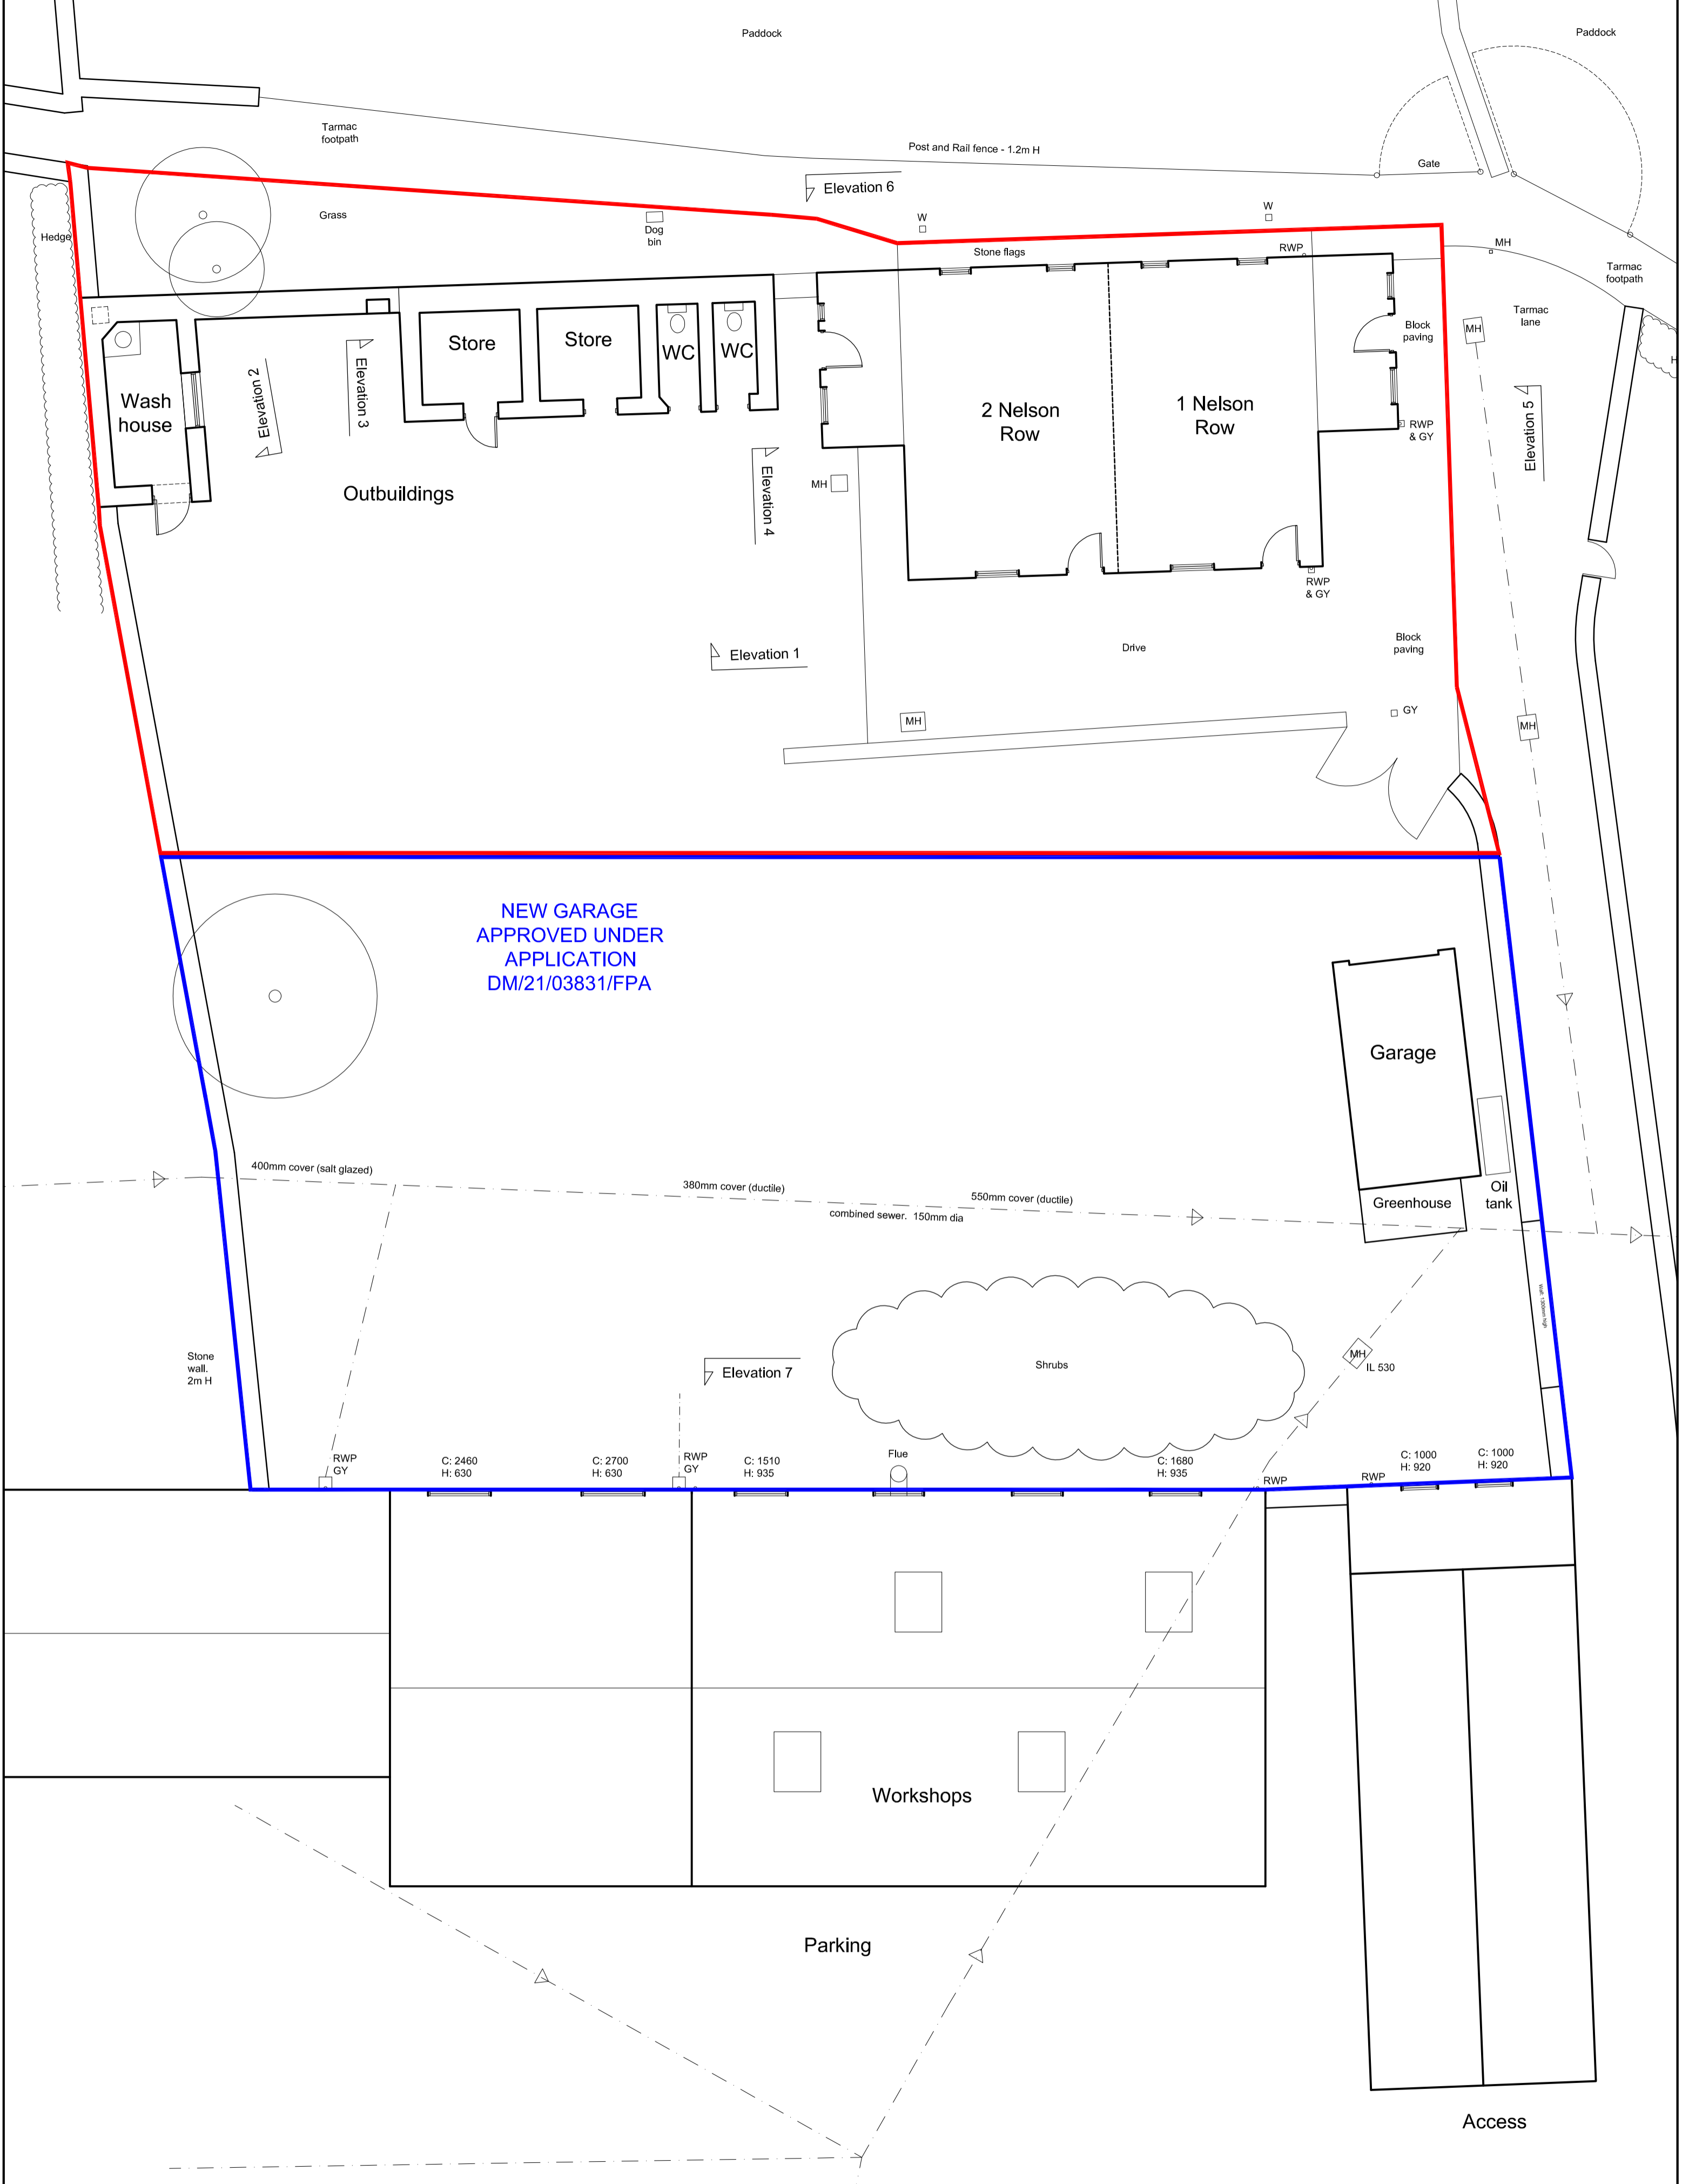 Paddock
Paddock
Tarmac
footpath
Post and Rail fence - 1.2m H
Gate
Elevation 6
Grass
Dog
bin
W
W
Hedge
Stone flags
RWP
MH
Tarmac
footpath
Tarmac
lane
MH
Block
paving
H
Store
Store
WC
WC
Wash
house
Elevation 2
Elevation 3
2 Nelson
Row
1 Nelson
Row
Elevation 5
RWP
& GY
Outbuildings
MH
Elevation 4
RWP
& GY
Elevation 1
Drive
Block
paving
MH
GY
MH
NEW GARAGE
APPROVED UNDER
APPLICATION
DM/21/03831/FPA
Garage
400mm cover (salt glazed)
380mm cover (ductile)
550mm cover (ductile)
combined sewer. 150mm dia
Greenhouse
Oil
tank
Wall. 1300mm high
Stone
wall.
2m H
Elevation 7
Shrubs
MH
IL 530
RWP
GY
C: 2460
H: 630
C: 2700
H: 630
RWP
GY
C: 1510
H: 935
Flue
C: 1680
H: 935
RWP
RWP
C: 1000
H: 920
C: 1000
H: 920
Workshops
Parking
Access